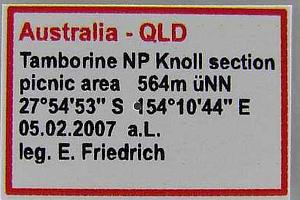 Australia - QLD
Tamborine NP Knoll section
picnic area 564m üNN
27°54'53" S 154°10'44" E
05.02.2007 a.L.
leg. E. Friedrich